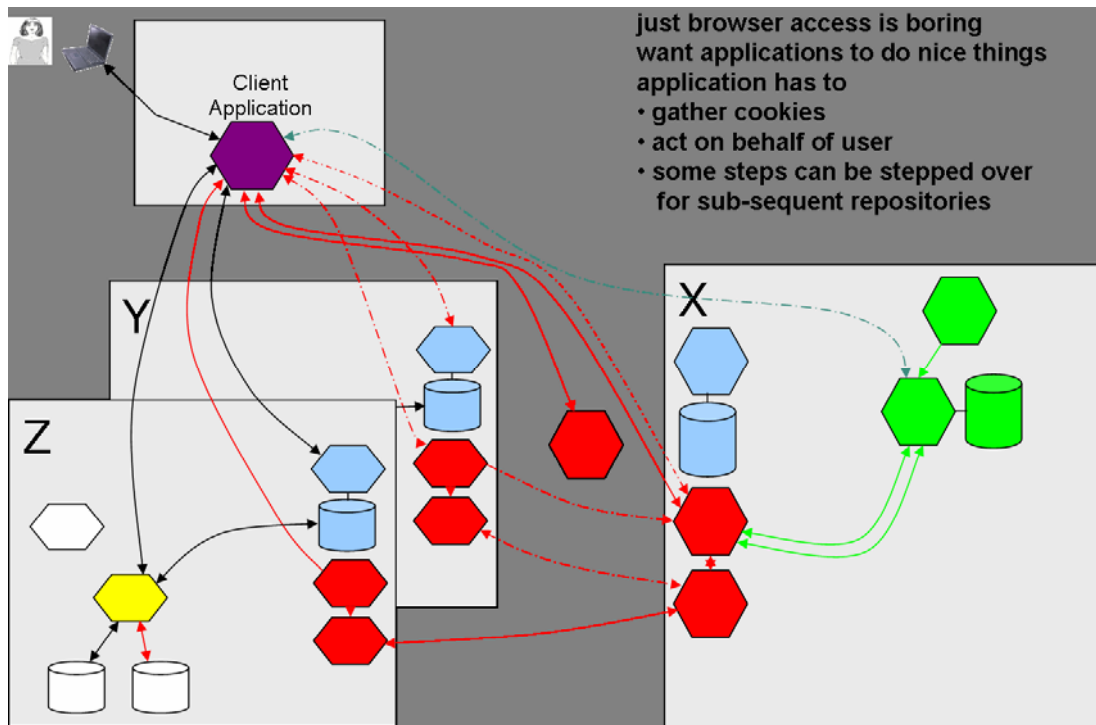 just browser access is boring
want applications to do nice things
application has to
• gather cookies
• act on behalf of user
• some steps can be stepped over
for sub-sequent repositories
Client
Application
Y
X
Z